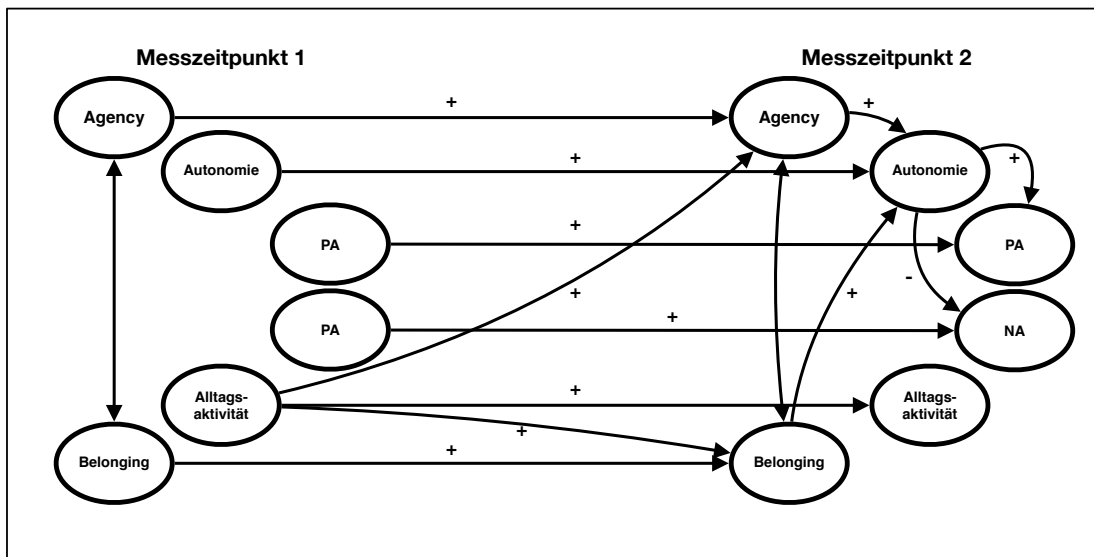 Messzeitpunkt 1
Messzeitpunkt 2
Agency
+
Agency
+
Autonomie
+
Autonomie
+
PA
+
PA
PA
+
+
-
+
NA
Alltags-
aktivität
+
Alltags-
aktivität
+
Belonging
+
Belonging